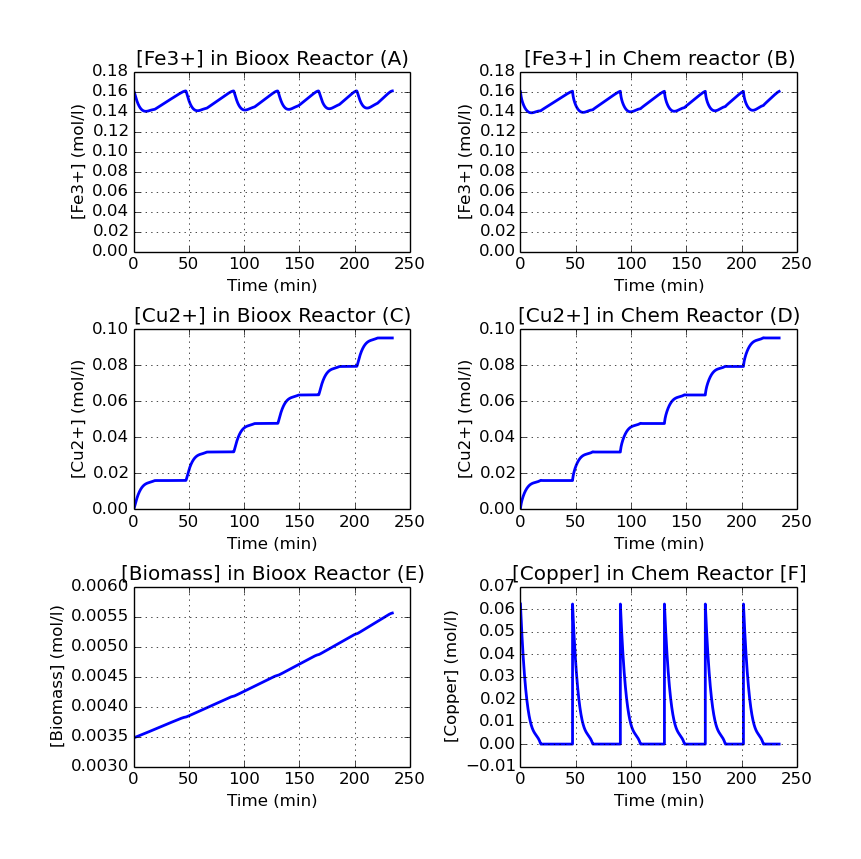 [Fe3+] in Bioox Reactor (A)
[Fe3+] (mol/l)
0.18
0.16
0.14
0.12
0.10
0.08
0.06
0.04
0.02
0.00
0 50 100 150 200 250
Time (min)
[Fe3+] in Chem reactor (B)
[Fe3+] (mol/l)
0.18
0.16
0.14
0.12
0.10
0.08
0.06
0.04
0.02
0.00
0 50 100 150 200 250
Time (min)
[Cu2+] in Bioox Reactor (C)
[Cu2+] (mol/l)
0.10
0.08
0.06
0.04
0.02
0.00
0 50 100 150 200 250
Time (min)
[Cu2+] in Chem Reactor (D)
[Cu2+] (mol/l)
0.10
0.08
0.06
0.04
0.02
0.00
0 50 100 150 200 250
Time (min)
[Biomass] in Bioox Reactor (E)
[Biomass] (mol/l)
0.0060
0.0055
0.0050
0.0045
0.0040
0.0035
0.0030
0 50 100 150 200 250
Time (min)
[Copper] in Chem Reactor [F]
[Copper] (mol/l)
0.07
0.06
0.05
0.04
0.03
0.02
0.01
0.00
−0.01
0 50 100 150 200 250
Time (min)